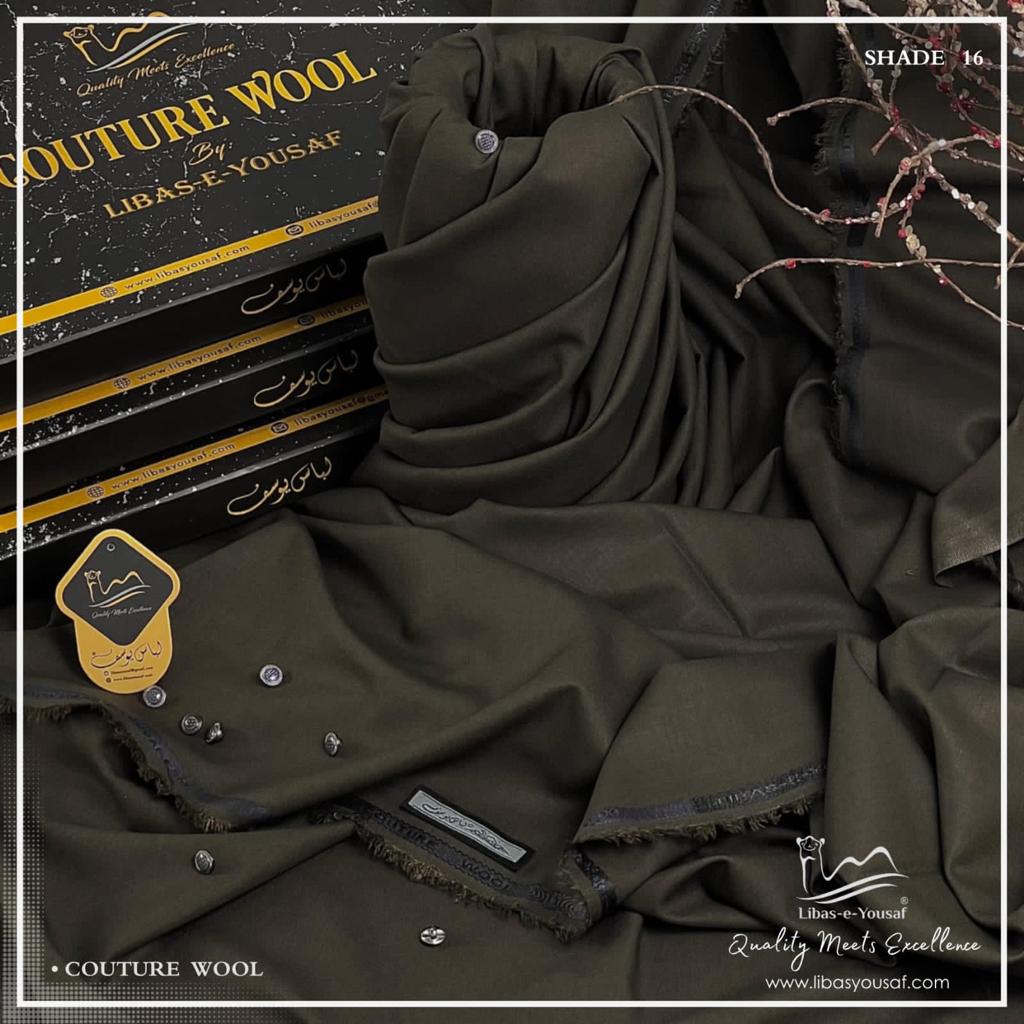 SHADE 16
Quality Meets Excellence
COUTURE WOOL
By:
LIBAS-E-YOUSAF
www.libasyousaf.com
لباسِ یوسف
www.libasyousaf.com
لباسِ یوسف
www.libasyousaf.com
لباسِ یوسف
Quality Meets Excellence
لباسِ یوسف
COUTURE WOOL
Libas-e-Yousaf ®
Quality Meets Excellence
www.libasyousaf.com
• COUTURE WOOL